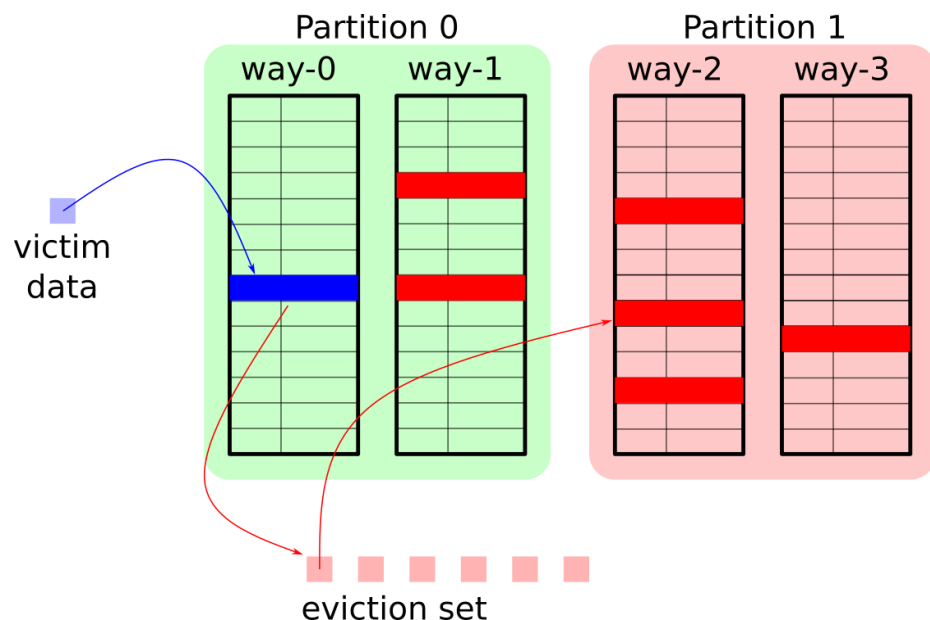 Partition 0
Partition 1
way-0
way-1
way-2
way-3
victim
data
eviction set